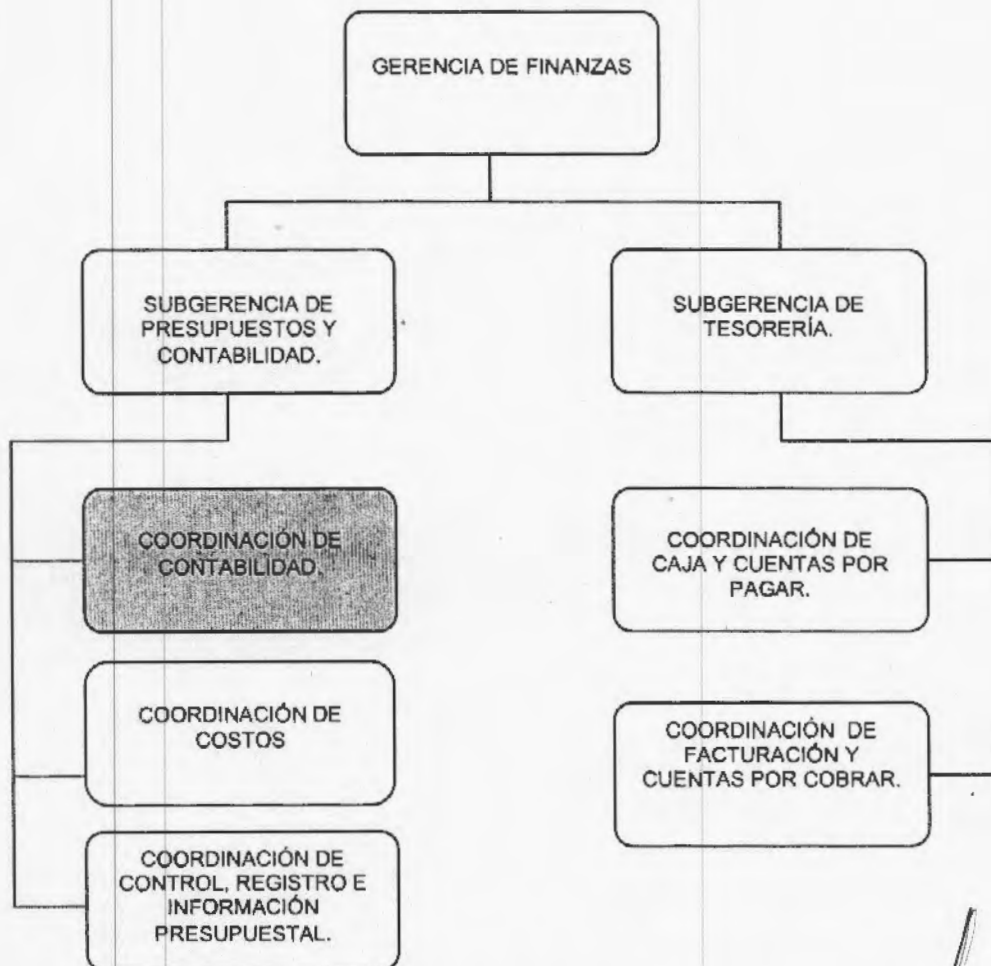 GERENCIA DE FINANZAS
SUBGERENCIA DE
PRESUPUESTOS Y
CONTABILIDAD.
SUBGERENCIA DE
TESORERÍA.
COORDINACIÓN DE
CONTABILIDAD.
COORDINACIÓN DE
COSTOS
COORDINACIÓN DE
CONTROL, REGISTRO E
INFORMACIÓN
PRESUPUESTAL.
COORDINACIÓN DE
CAJA Y CUENTAS POR
PAGAR.
COORDINACIÓN DE
FACTURACIÓN Y
CUENTAS POR COBRAR.